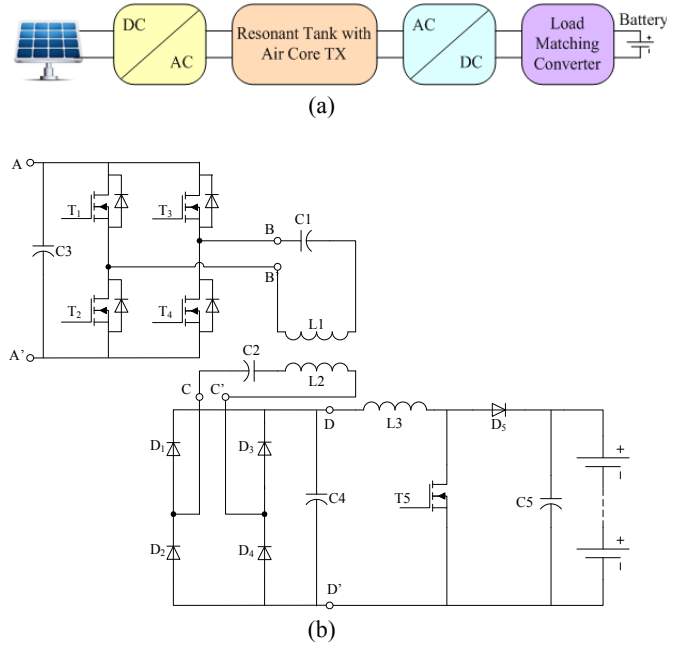 DC
AC
Resonant Tank with
Air Core TX
AC
DC
Load
Matching
Converter
Battery
+
-
(a)
A
T1
T3
C3
B
C1
B
T2
T4
L1
A'
C2
L2
C
C'
D
L3
D5
D1
D3
C4
T5
C5
+
-
D2
D4
+
-
D'
(b)